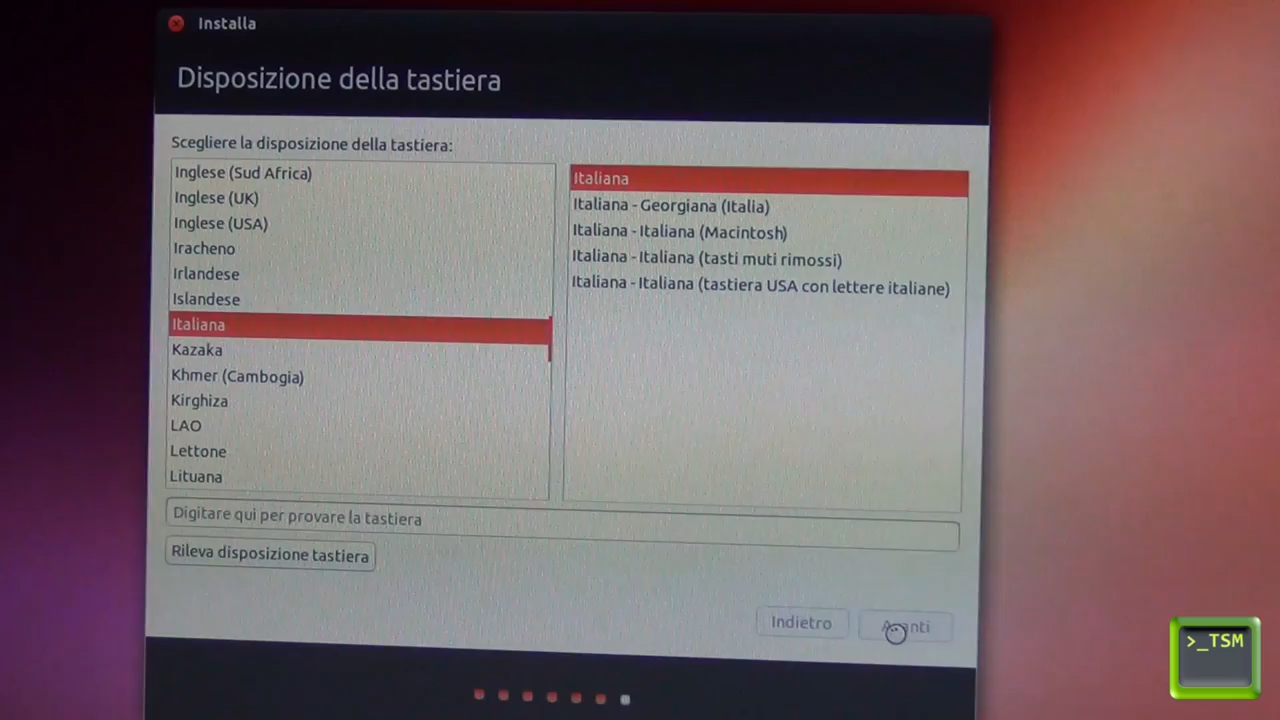 Installa
Disposizione della tastiera
Scegliere la disposizione della tastiera:
Inglese (Sud Africa)
Inglese (UK)
Inglese (USA)
Iracheno
Irlandese
Islandese
Italiana
Kazaka
Khmer (Cambogia)
Kirghiza
LAO
Lettone
Lituana
Italiana
Italiana - Georgiana (Italia)
Italiana - Italiana (Macintosh)
Italiana - Italiana (tasti muti rimossi)
Italiana - Italiana (tastiera USA con lettere italiane)
Digitare qui per provare la tastiera
Rileva disposizione tastiera
Indietro
Avanti
>_TSM